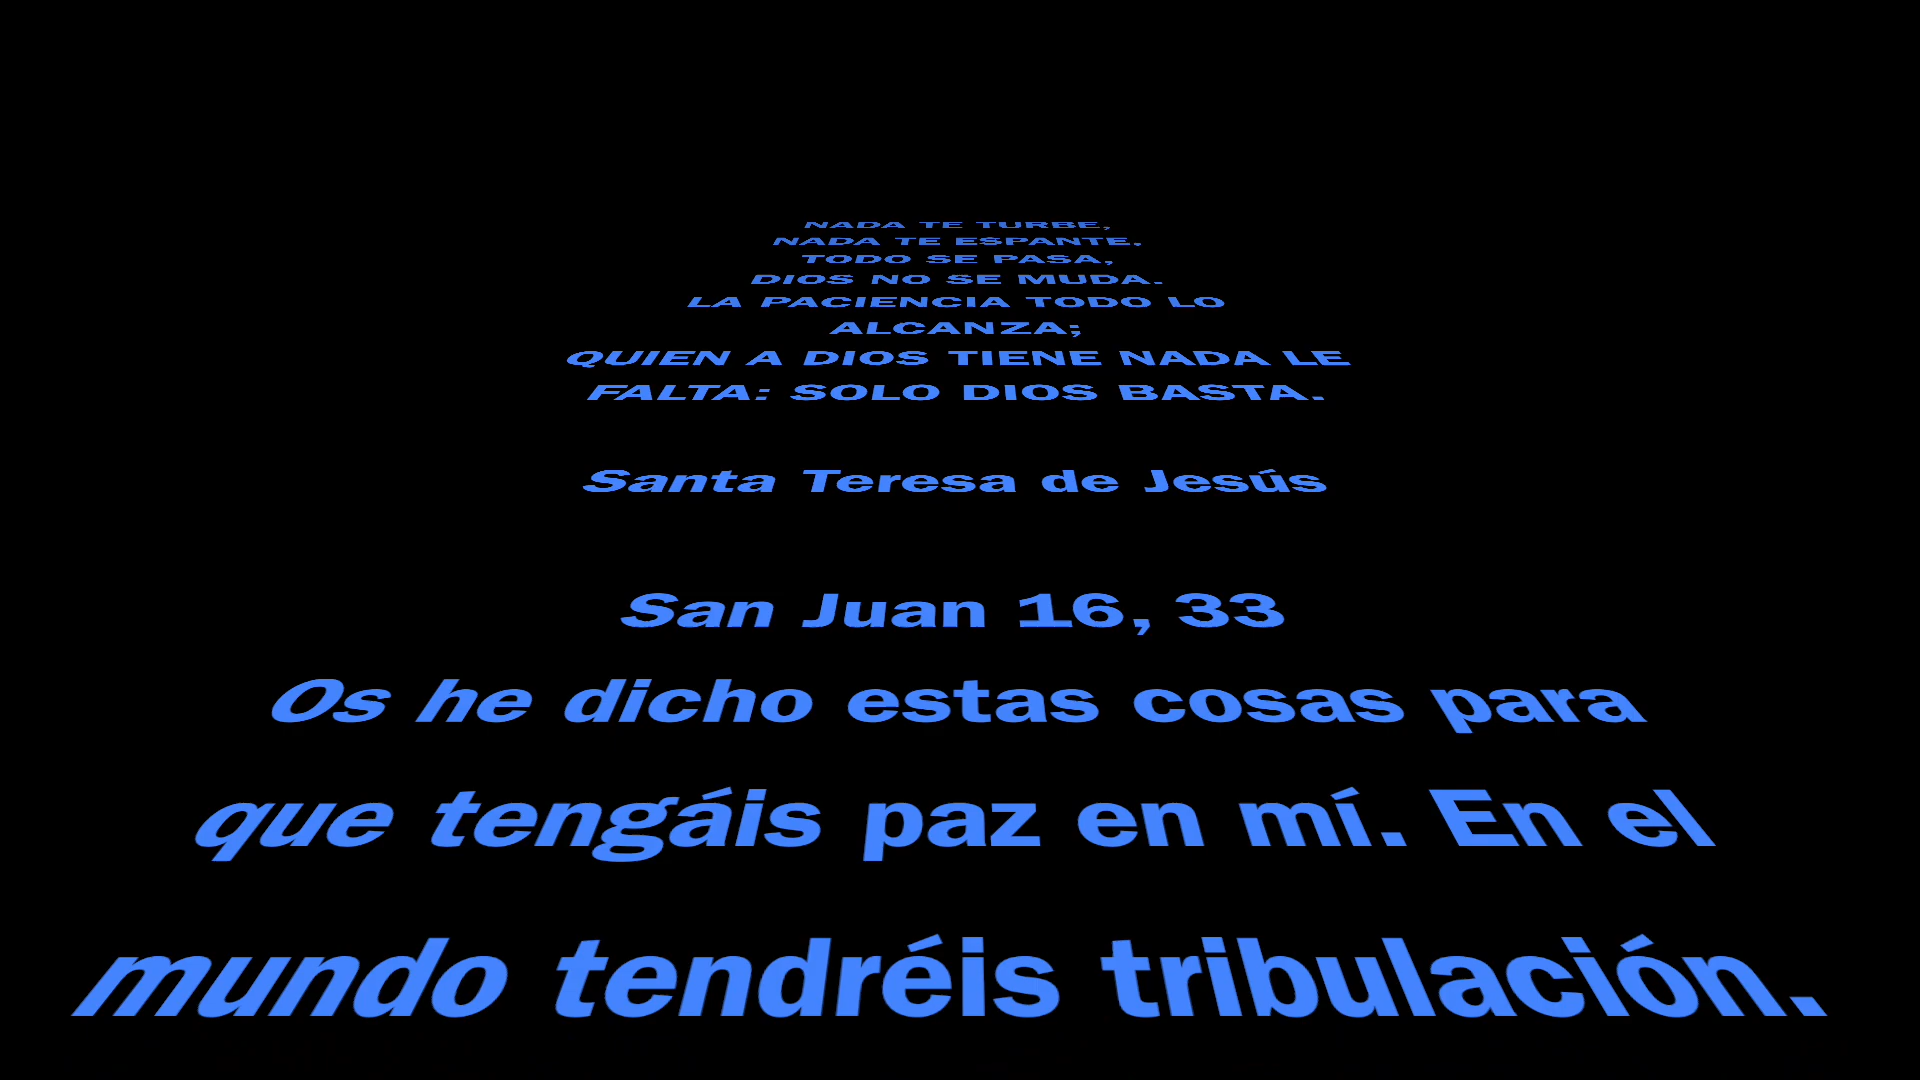 NADA TE TURBE,
NADA TE ESPANTE.
TODO SE PASA,
DIOS NO SE MUDA.
LA PACIENCIA TODO LO
ALCANZA;
QUIEN A DIOS TIENE NADA LE
FALTA: SOLO DIOS BASTA.
Santa Teresa de Jesús
San Juan 16, 33
Os he dicho estas cosas para
que tengáis paz en mí. En el
mundo tendréis tribulación.